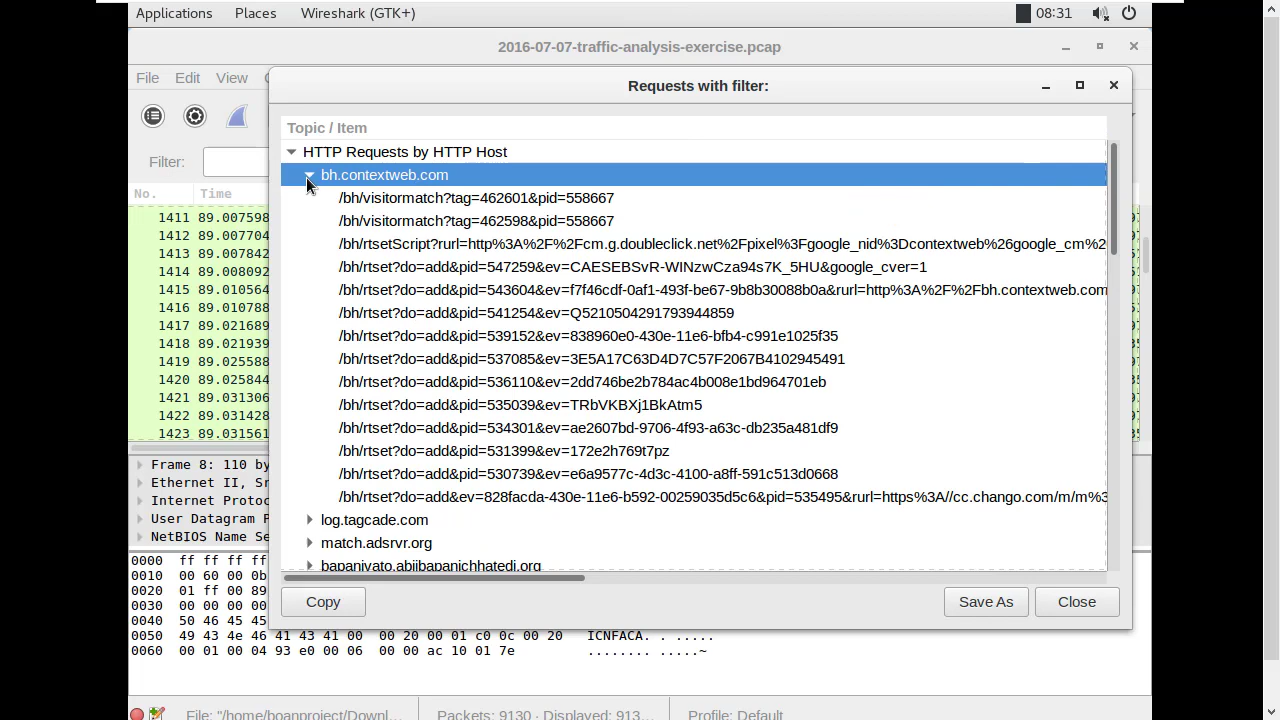 Applications Places Wireshark (GTK+) 08:31
2016-07-07-traffic-analysis-exercise.pcap
File Edit View
Requests with filter:
Filter:
Topic / Item
HTTP Requests by HTTP Host
bh.contextweb.com
/bh/visitormatch?tag=462601&pid=558667
/bh/visitormatch?tag=462598&pid=558667
/bh/rtsetScript?rurl=http%3A%2F%2Fcm.g.doubleclick.net%2Fpixel%3Fgoogle_nid%3Dcontextweb%26google_cm%2
/bh/rtset?do=add&pid=547259&ev=CAESEBSvR-WINzwCza94s7K_5HU&google_cver=1
/bh/rtset?do=add&pid=543604&ev=f7f46cdf-0af1-493f-be67-9b8b30088b0a&rurl=http%3A%2F%2Fbh.contextweb.com
/bh/rtset?do=add&pid=541254&ev=Q5210504291793944859
/bh/rtset?do=add&pid=539152&ev=838960e0-430e-11e6-bfb4-c991e1025f35
/bh/rtset?do=add&pid=537085&ev=3E5A17C63D4D7C57F2067B4102945491
/bh/rtset?do=add&pid=536110&ev=2dd746be2b784ac4b008e1bd964701eb
/bh/rtset?do=add&pid=535039&ev=TRbVKBXj1BkAtm5
/bh/rtset?do=add&pid=534301&ev=ae2607bd-9706-4f93-a63c-db235a481df9
/bh/rtset?do=add&pid=531399&ev=172e2h769t7pz
/bh/rtset?do=add&pid=530739&ev=e6a9577c-4d3c-4100-a8ff-591c513d0668
/bh/rtset?do=add&ev=828facda-430e-11e6-b592-00259035d5c6&pid=535495&rurl=https%3A//cc.chango.com/m/m%3
log.tagcade.com
match.adsrvr.org
bapanivato.abjibapanichhatedi.org
Copy Save As Close
No. Time
1411 89.007598
1412 89.007704
1413 89.007842
1414 89.008092
1415 89.010564
1416 89.010788
1417 89.021689
1418 89.021939
1419 89.025588
1420 89.025844
1421 89.031306
1422 89.031428
1423 89.031561
Frame 8: 110 by
Ethernet II, Sr
Internet Protoc
User Datagram P
NetBIOS Name Se
0000 ff ff ff ff
0010 00 60 00 0b
0020 01 ff 00 89
0030 00 00 00 00
0040 50 46 45 45
0050 49 43 4e 46 41 43 41 00 00 20 00 01 c0 0c 00 20 ICNFACA. . .....
0060 00 01 00 04 93 e0 00 06 00 00 ac 10 01 7e ........ .....~
File: "/home/boanproject/Downl... Packets: 9130 · Displayed: 913... Profile: Default